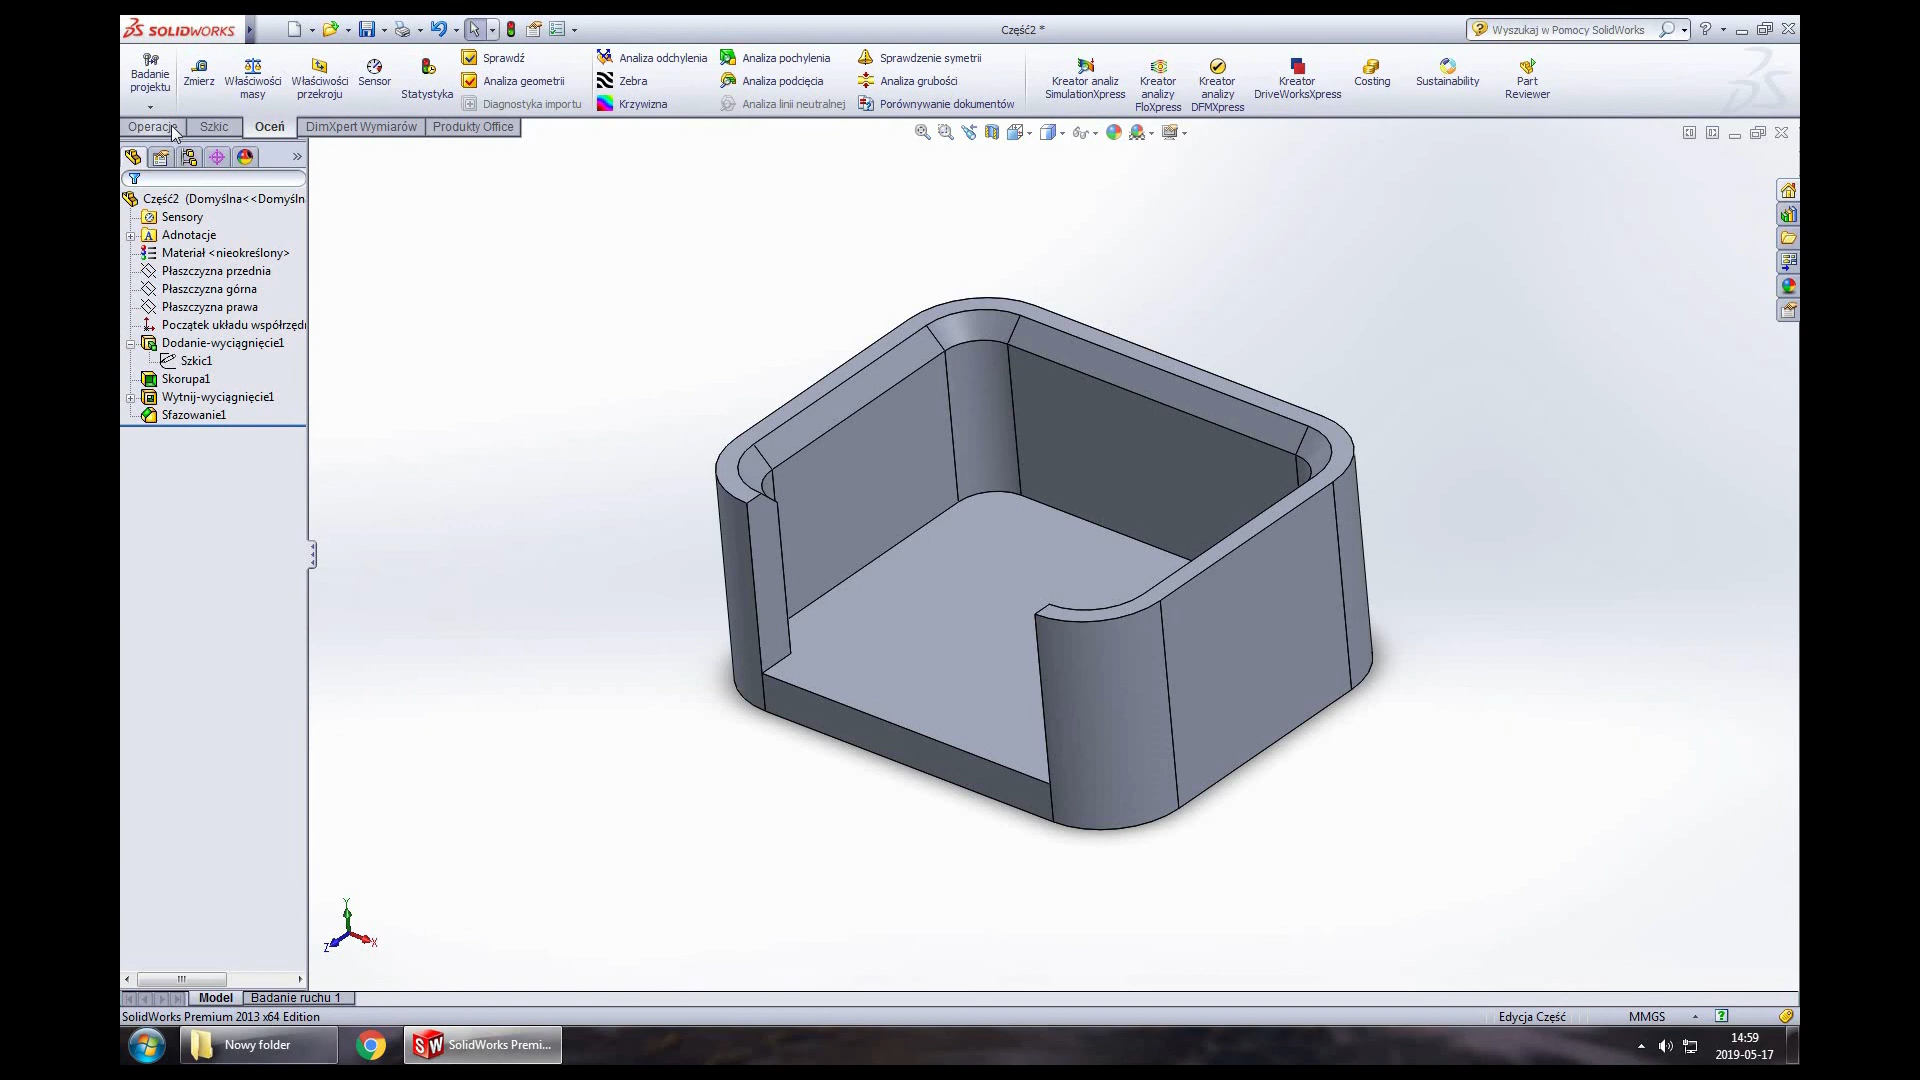 SOLIDWORKS
Część2 *
Wyszukaj w Pomocy SolidWorks
Badanie projektu
Zmierz
Właściwości masy
Właściwości przekroju
Sensor
Statystyka
Sprawdź
Analiza geometrii
Diagnostyka importu
Analiza odchylenia
Zebra
Krzywizna
Analiza pochylenia
Analiza podcięcia
Analiza linii neutralnej
Sprawdzenie symetrii
Analiza grubości
Porównywanie dokumentów
Kreator analiz SimulationXpress
Kreator analizy FloXpress
Kreator analizy DFMXpress
Kreator DriveWorksXpress
Costing
Sustainability
Part Reviewer
Operacje Szkic Oceń DimXpert Wymiarów Produkty Office
Część2 (Domyślna<<Domyśln
Sensory
Adnotacje
Materiał <nieokreślony>
Płaszczyzna przednia
Płaszczyzna górna
Płaszczyzna prawa
Początek układu współrzędn
Dodanie-wyciągnięcie1
Szkic1
Skorupa1
Wytnij-wyciągnięcie1
Sfazowanie1
Y
Z
X
Model Badanie ruchu 1
SolidWorks Premium 2013 x64 Edition
Edycja Część
MMGS
Nowy folder
SolidWorks Premi...
14:59
2019-05-17